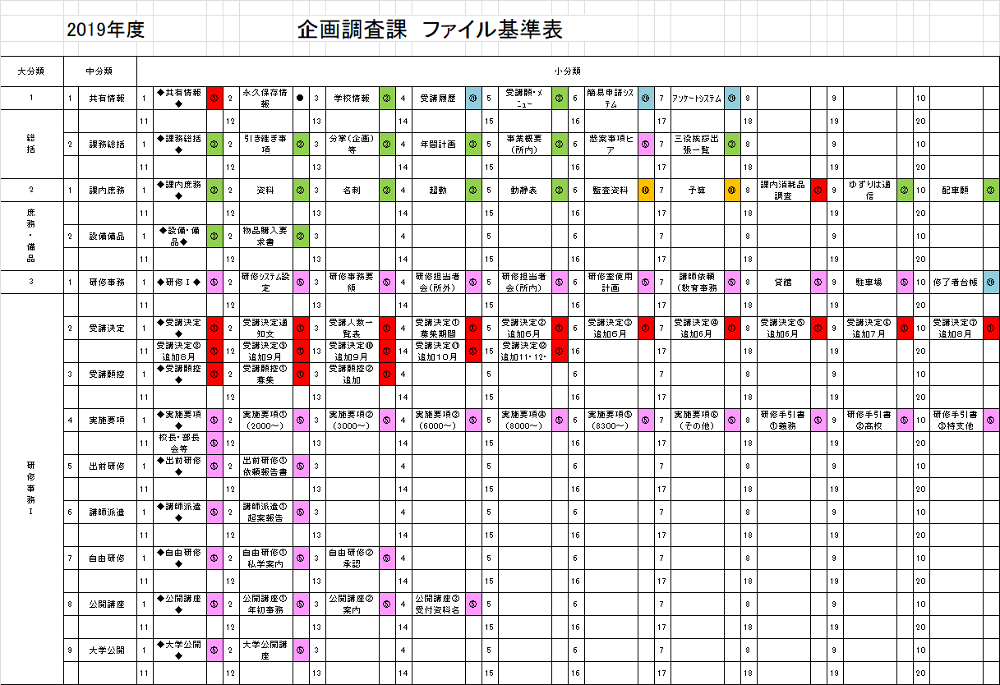 2019年度 企画調査課 ファイル基準表
大分類 中分類 小分類
1 1 共有情報 1 ◆共有情報◆ ① 2 永久保存情報 ● 3 学校情報 ③ 4 受講履歴 ⑳ 5 受講願・メニュー ③ 6 簡易申請システム ⑳ 7 アンケートシステム ⑳ 8 9 10
11 12 13 14 15 16 17 18 19 20
総括
2 課務総括 1 ◆課務総括◆ ③ 2 引き継ぎ事項 ③ 3 分掌(企画)等 ③ 4 年間計画 ③ 5 事業概要(所内) ③ 6 懸案事項ヒア ⑤ 7 三役挨拶出張一覧 ③ 8 9 10
11 12 13 14 15 16 17 18 19 20
2 1 課内庶務 1 ◆課内庶務◆ ③ 2 資料 ③ 3 名刺 ③ 4 超勤 ③ 5 動静表 ③ 6 監査資料 ⑩ 7 予算 ⑩ 8 課内消耗品調査 ① 9 ゆずりは通信 ③ 10 配車願 ③
11 12 13 14 15 16 17 18 19 20
庶務・備品
2 設備備品 1 ◆設備・備品◆ ③ 2 物品購入要求書 ③ 3 4 5 6 7 8 9 10
11 12 13 14 15 16 17 18 19 20
3 1 研修事務 1 ◆研修Ⅰ◆ ⑤ 2 研修システム設定 ⑤ 3 研修事務要領 ⑤ 4 研修担当者会(所外) ⑤ 5 研修担当者会(所内) ⑤ 6 研修室使用計画 ⑤ 7 講師依頼(教育事務 ⑤ 8 貸館 ⑤ 9 駐車場 ⑤ 10 修了者台帳 ⑳
11 12 13 14 15 16 17 18 19 20
研修事務Ⅰ
2 受講決定 1 ◆受講決定◆ ① 2 受講決定通知文 ① 3 受講人数一覧表 ① 4 受講決定①募集期間 ① 5 受講決定②追加5月 ① 6 受講決定③追加5月 ① 7 受講決定④追加6月 ① 8 受講決定⑤追加6月 ① 9 受講決定⑥追加7月 ① 10 受講決定⑦追加8月 ①
11 受講決定⑧追加8月 ① 12 受講決定⑨追加9月 ① 13 受講決定⑩追加9月 ① 14 受講決定⑪追加10月 ① 15 受講決定⑫追加11・12・ ① 16 17 18 19 20
3 受講願控 1 ◆受講願控◆ ① 2 受講願控①募集 ① 3 受講願控②追加 ① 4 5 6 7 8 9 10
11 12 13 14 15 16 17 18 19 20
4 実施要項 1 ◆実施要項◆ ⑤ 2 実施要項①(2000～) ⑤ 3 実施要項②(3000～) ⑤ 4 実施要項③(6000～) ⑤ 5 実施要項④(8000～) ⑤ 6 実施要項⑤(8300～) ⑤ 7 実施要項⑥(その他) ⑤ 8 研修手引書①義務 ⑤ 9 研修手引書②高校 ⑤ 10 研修手引書③特支他 ⑤
11 校長・部長会等 ⑤ 12 13 14 15 16 17 18 19 20
5 出前研修 1 ◆出前研修◆ ⑤ 2 出前研修①依頼報告書 ⑤ 3 4 5 6 7 8 9 10
11 12 13 14 15 16 17 18 19 20
6 講師派遣 1 ◆講師派遣◆ ⑤ 2 講師派遣①起案報告 ⑤ 3 4 5 6 7 8 9 10
11 12 13 14 15 16 17 18 19 20
7 自由研修 1 ◆自由研修◆ ⑤ 2 自由研修①私学案内 ⑤ 3 自由研修②承認 ⑤ 4 5 6 7 8 9 10
11 12 13 14 15 16 17 18 19 20
8 公開講座 1 ◆公開講座◆ ⑤ 2 公開講座①年初事務 ⑤ 3 公開講座②案内 ⑤ 4 公開講座③受付資料名 ⑤ 5 6 7 8 9 10
11 12 13 14 15 16 17 18 19 20
9 大学公開 1 ◆大学公開◆ ⑤ 2 大学公開講座 ⑤ 3 4 5 6 7 8 9 10
11 12 13 14 15 16 17 18 19 20